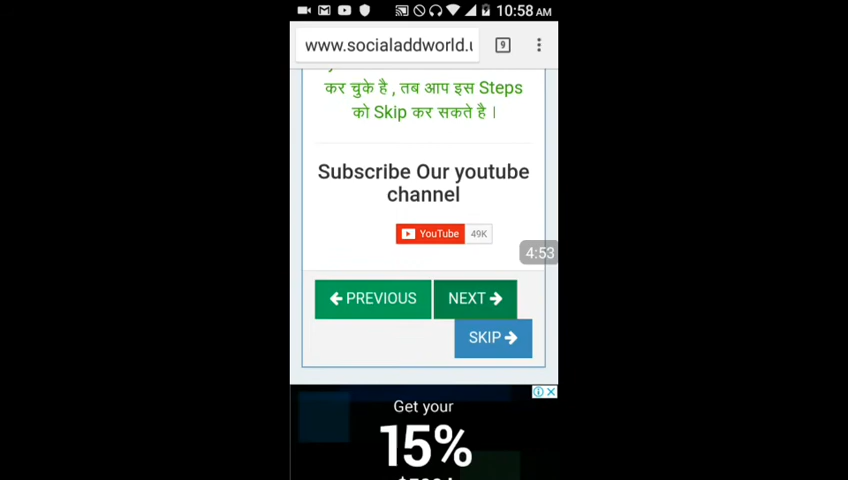 10:58 AM
www.socialaddworld.
9
कर चुके है , तब आप इस Steps
को Skip कर सकते है ।
Subscribe Our youtube
channel
YouTube 49K
4:53
PREVIOUS NEXT
SKIP
Get your
15%